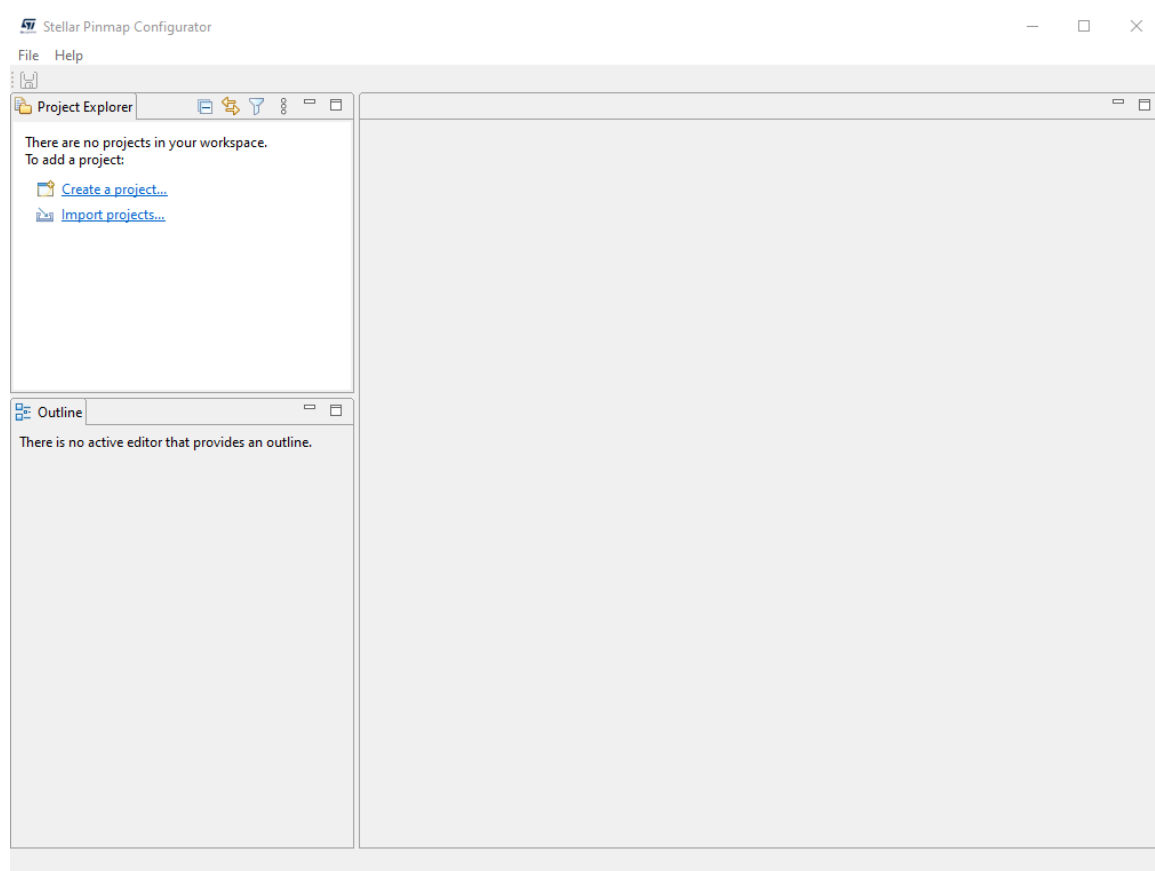 Stellar Pinmap Configurator
File Help
Project Explorer
There are no projects in your workspace.
To add a project:
Create a project...
Import projects...
Outline
There is no active editor that provides an outline.